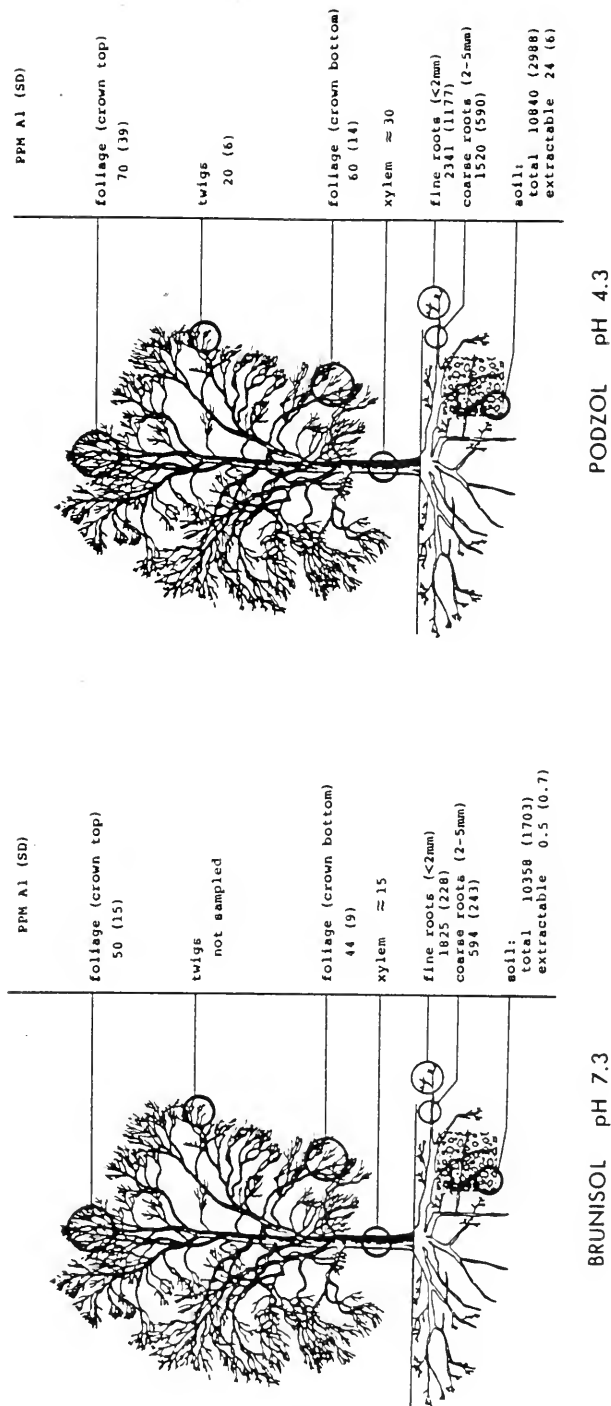 PPM Al (SD)
foliage (crown top)
50 (15)
twigs
not sampled
foliage (crown bottom)
44 (9)
xylem ≈ 15
fine roots (<2mm)
1825 (228)
coarse roots (2-5mm)
594 (243)
soil:
total 10358 (1703)
extractable 0.5 (0.7)
BRUNISOL pH 7.3
PPM Al (SD)
foliage (crown top)
70 (39)
twigs
20 (6)
foliage (crown bottom)
60 (14)
xylem ≈ 30
fine roots (<2mm)
2341 (1177)
coarse roots (2-5mm)
1520 (590)
soil:
total 10840 (2988)
extractable 24 (6)
PODZOL pH 4.3